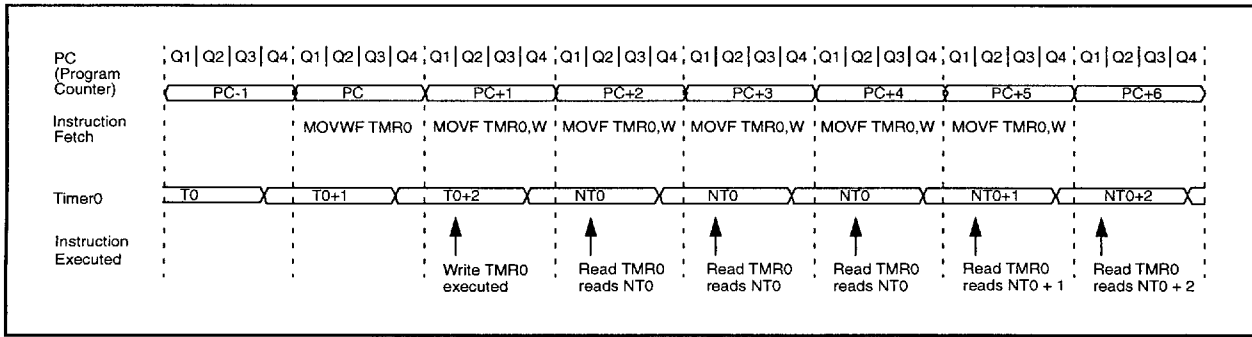 PC
(Program
Counter)
Q1 Q2 Q3 Q4 Q1 Q2 Q3 Q4 Q1 Q2 Q3 Q4 Q1 Q2 Q3 Q4 Q1 Q2 Q3 Q4 Q1 Q2 Q3 Q4 Q1 Q2 Q3 Q4 Q1 Q2 Q3 Q4
PC-1 PC PC+1 PC+2 PC+3 PC+4 PC+5 PC+6
Instruction
Fetch
MOVWF TMR0 MOVF TMR0,W MOVF TMR0,W MOVF TMR0,W MOVF TMR0,W MOVF TMR0,W
Timer0
T0 T0+1 T0+2 NT0 NT0 NT0 NT0+1 NT0+2
Instruction
Executed
Write TMR0
executed
Read TMR0
reads NT0
Read TMR0
reads NT0
Read TMR0
reads NT0
Read TMR0
reads NT0 + 1
Read TMR0
reads NT0 + 2